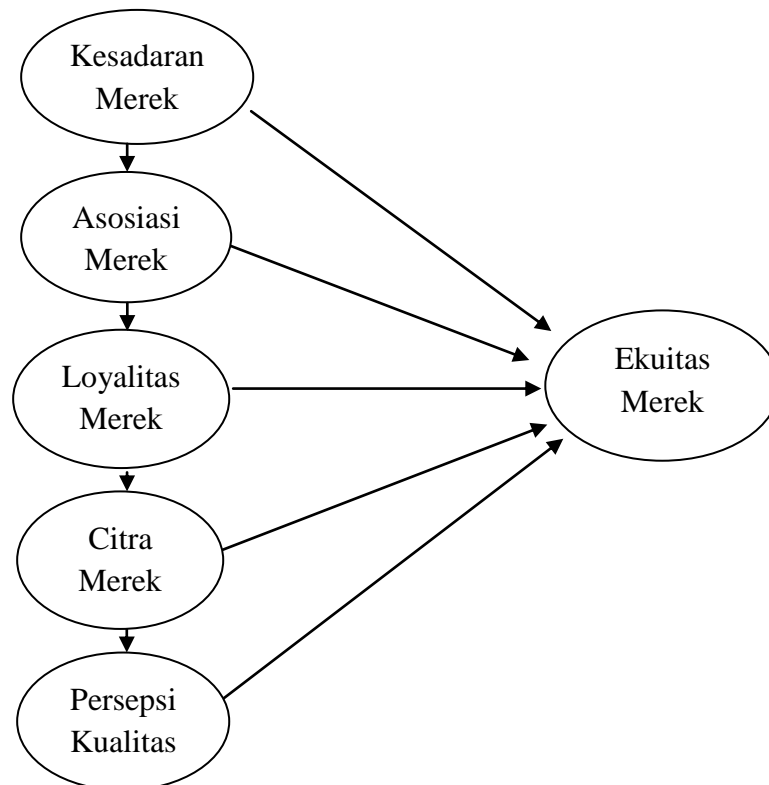 Kesadaran
Merek
Asosiasi
Merek
Loyalitas
Merek
Citra
Merek
Persepsi
Kualitas
Ekuitas
Merek